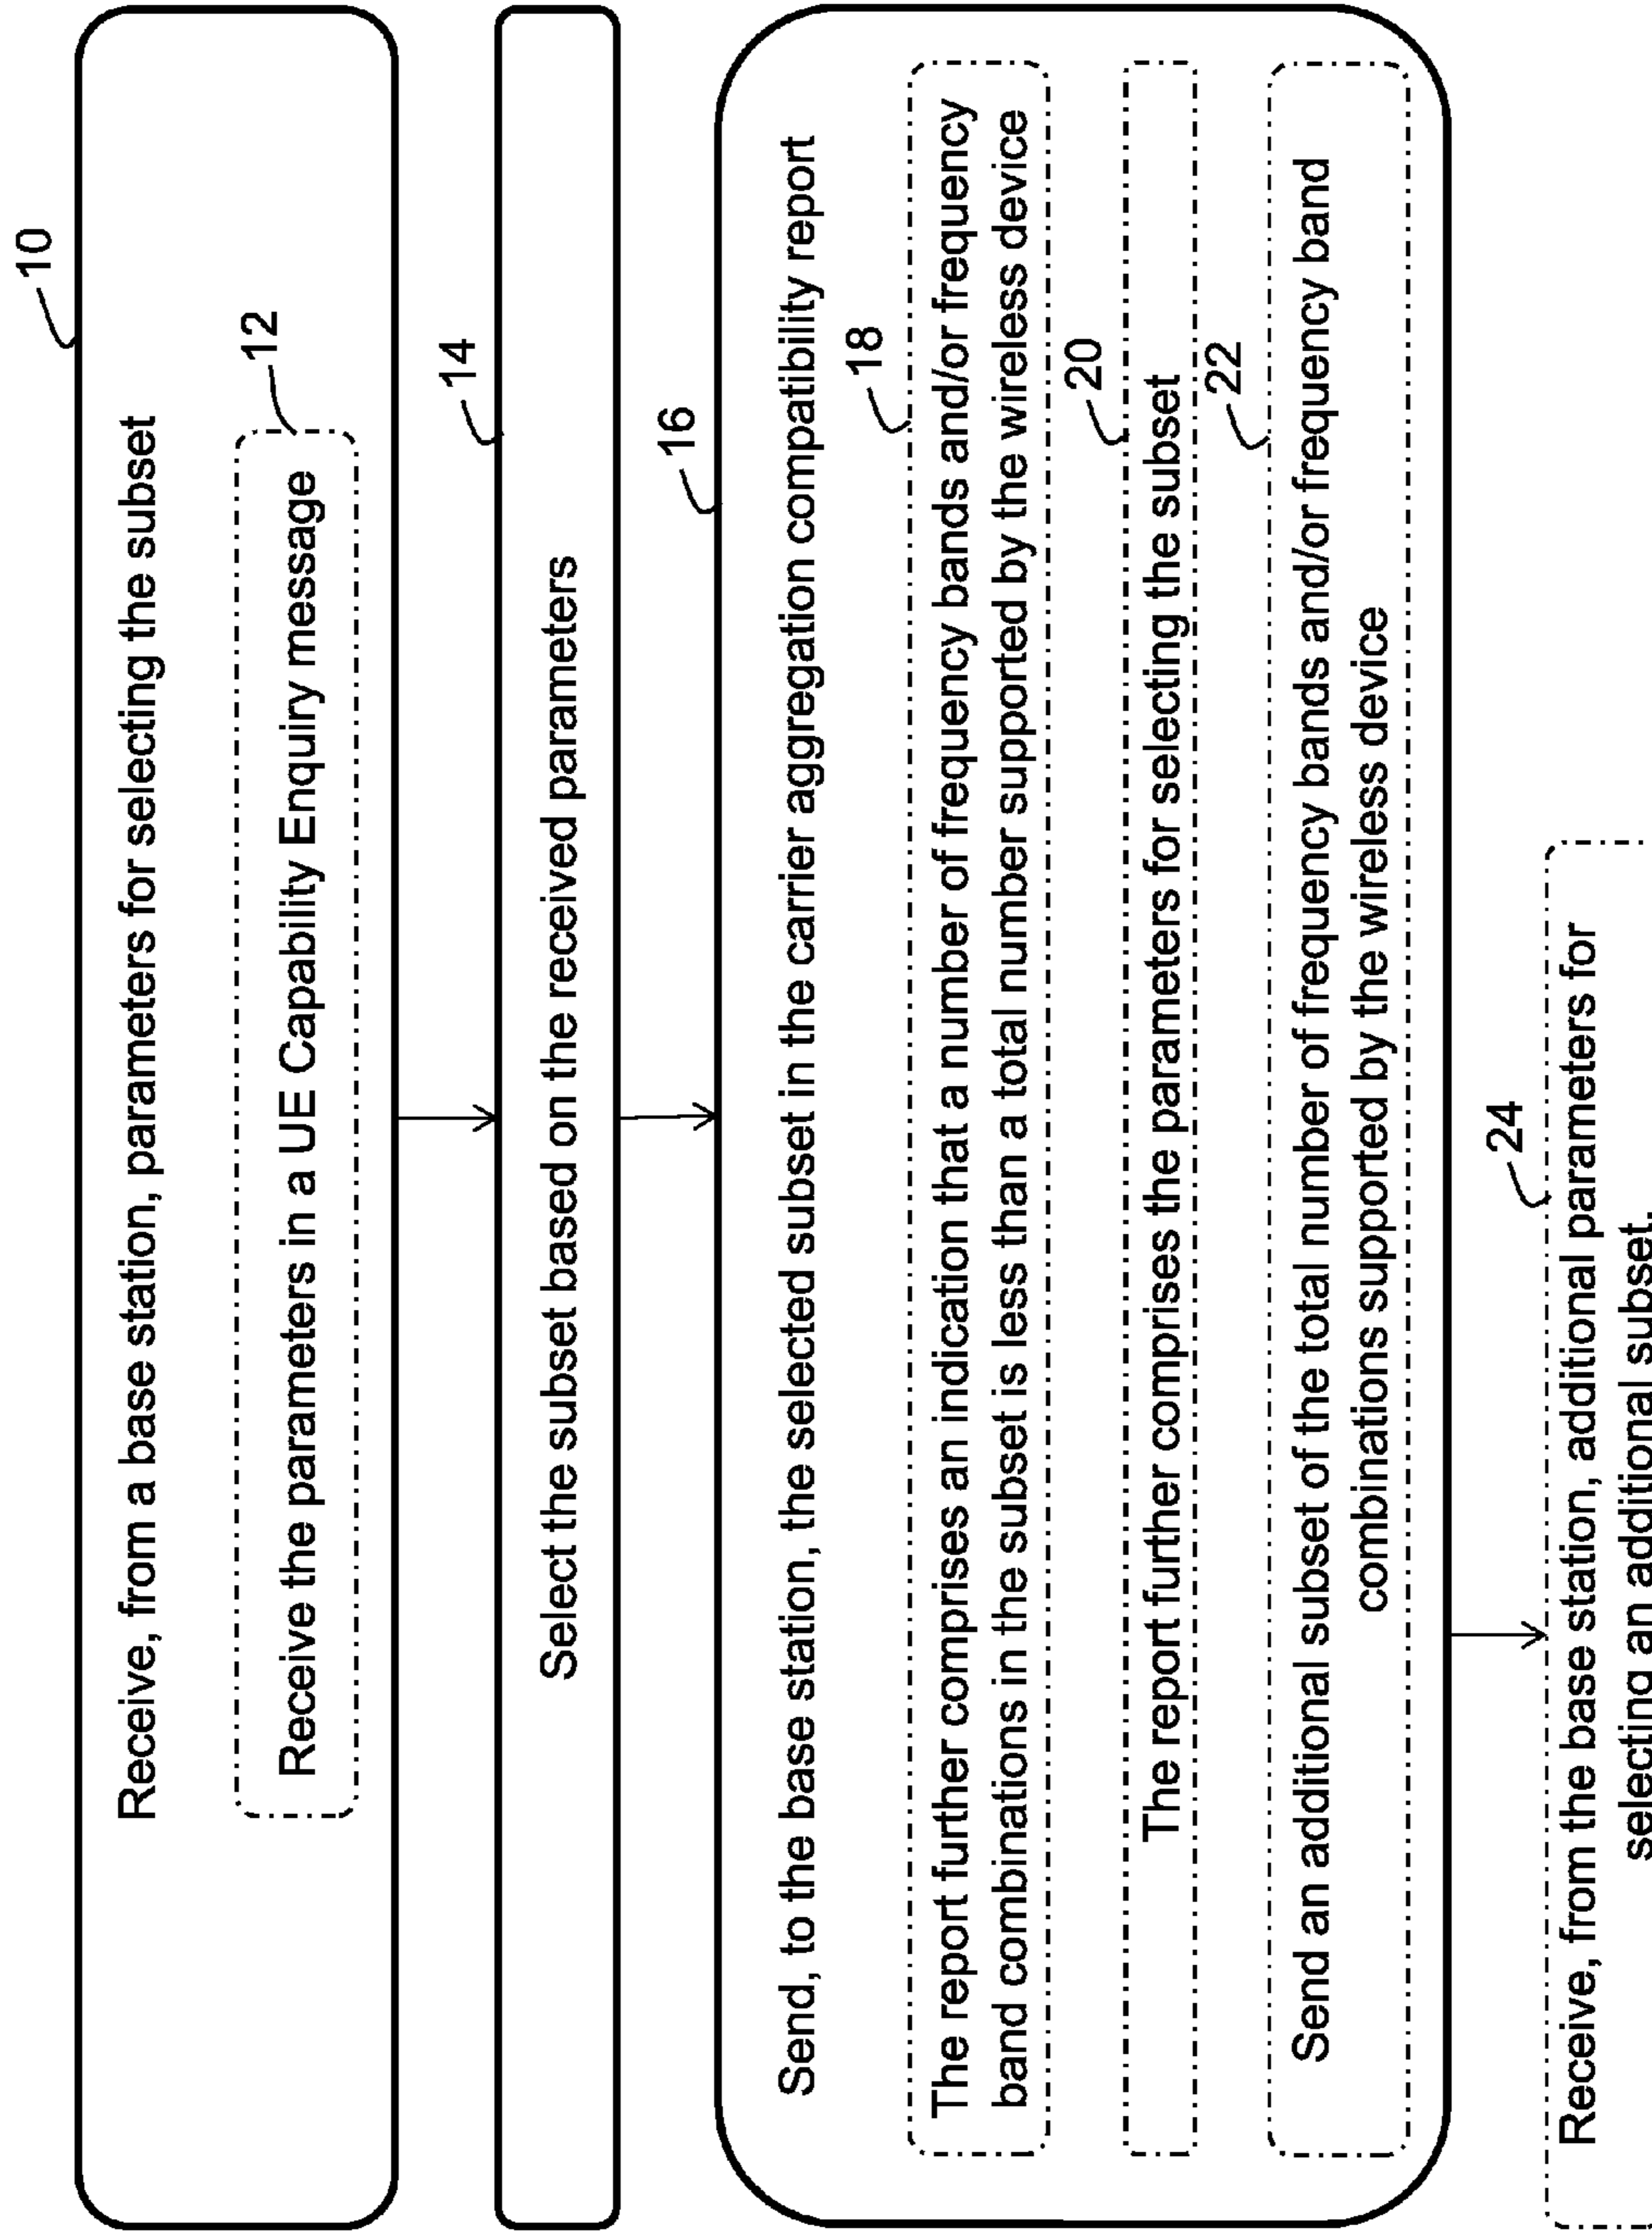 10
Receive, from a base station, parameters for selecting the subset
12
Receive the parameters in a UE Capability Enquiry message
14
Select the subset based on the received parameters
16
Send, to the base station, the selected subset in the carrier aggregation compatibility report
18
The report further comprises an indication that a number of frequency bands and/or frequency
band combinations in the subset is less than a total number supported by the wireless device
20
The report further comprises the parameters for selecting the subset
22
Send an additional subset of the total number of frequency bands and/or frequency band
combinations supported by the wireless device
24
Receive, from the base station, additional parameters for
selecting an additional subset.